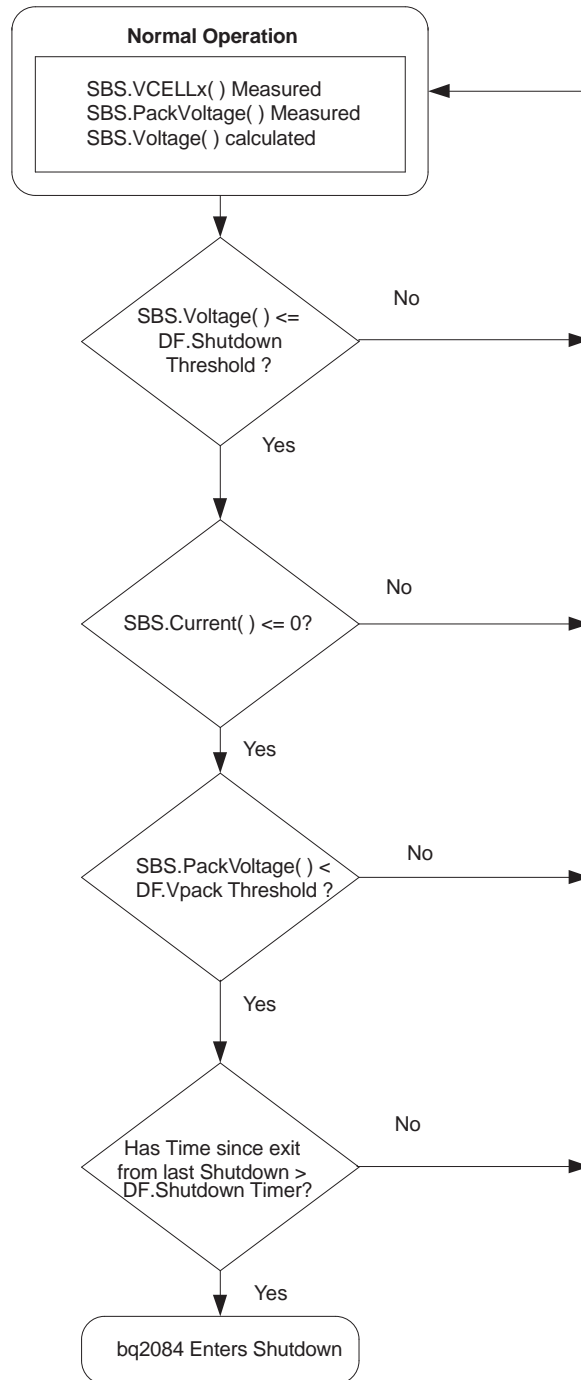 Normal Operation
SBS.VCELLx( ) Measured
SBS.PackVoltage( ) Measured
SBS.Voltage( ) calculated
SBS.Voltage( ) <=
DF.Shutdown
Threshold ?
No
Yes
SBS.Current( ) <= 0?
No
Yes
SBS.PackVoltage( ) <
DF.Vpack Threshold ?
No
Yes
Has Time since exit
from last Shutdown >
DF.Shutdown Timer?
No
Yes
bq2084 Enters Shutdown